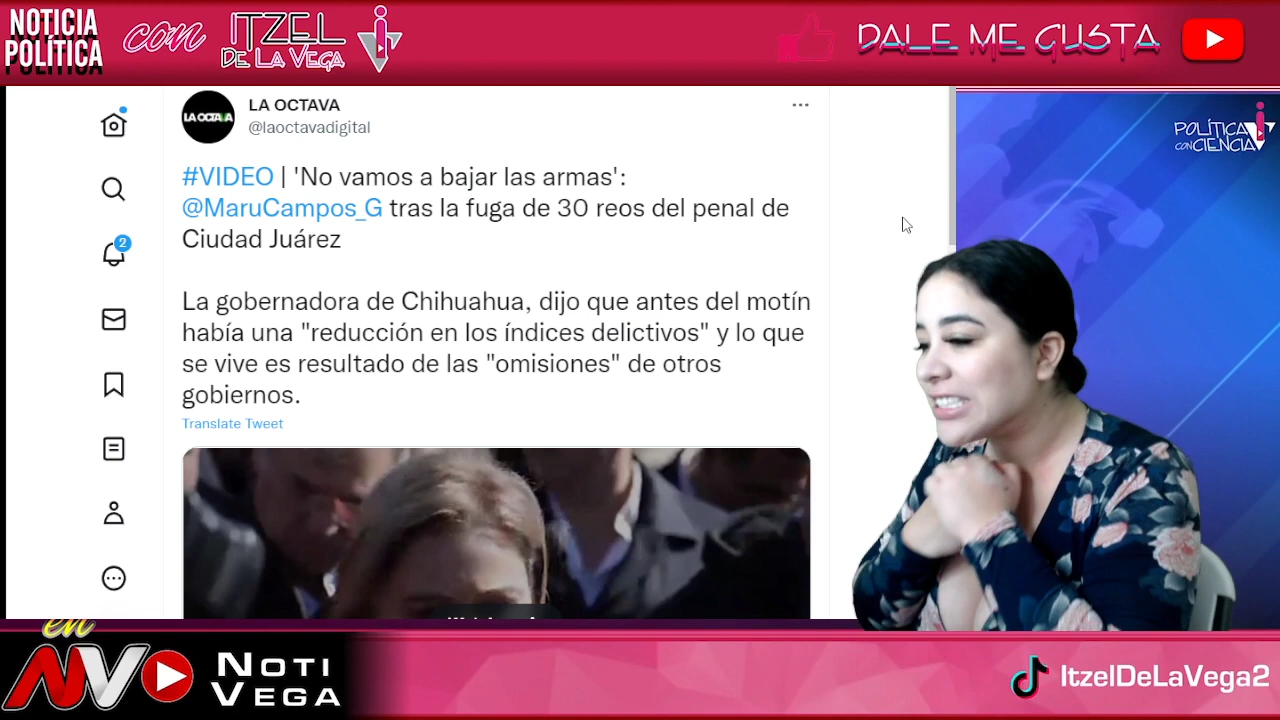 NOTICIA
POLÍTICA
con
ITZEL
DE LA VEGA
DALE ME GUSTA
LA OCTAVA
LA OCTAVA
@laoctavadigital
#VIDEO | 'No vamos a bajar las armas':
@MaruCampos_G tras la fuga de 30 reos del penal de
Ciudad Juárez
La gobernadora de Chihuahua, dijo que antes del motín
había una "reducción en los índices delictivos" y lo que
se vive es resultado de las "omisiones" de otros
gobiernos.
Translate Tweet
2
POLÍTICA
CON CIENCIA
en
NV
NOTI
VEGA
ItzelDeLaVega2